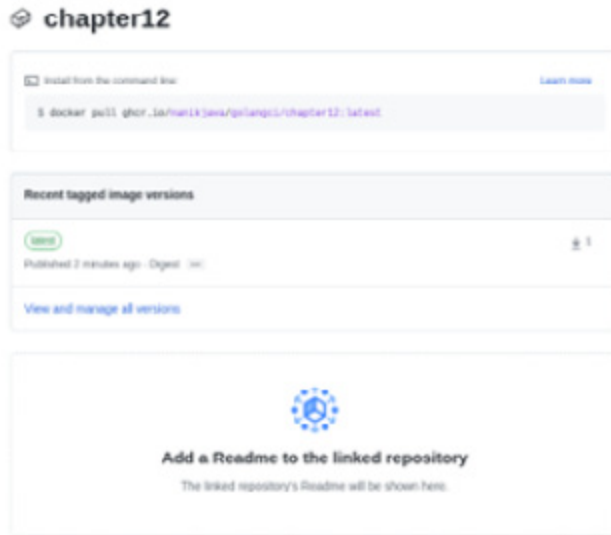 chapter12
Install from the command line:
Learn more
$ docker pull ghcr.io/nanikjava/golangci/chapter12:latest
Recent tagged image versions
latest
1
Published 2 minutes ago · Digest ···
View and manage all versions
Add a Readme to the linked repository
The linked repository's Readme will be shown here.